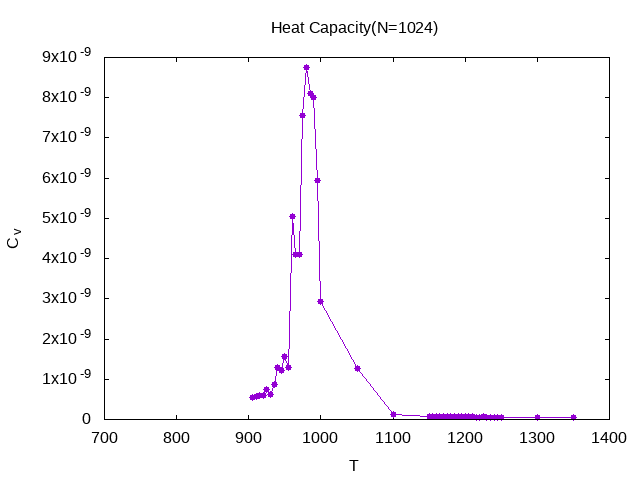 Heat Capacity(N=1024)
9x10⁻⁹
8x10⁻⁹
7x10⁻⁹
6x10⁻⁹
5x10⁻⁹
4x10⁻⁹
3x10⁻⁹
2x10⁻⁹
1x10⁻⁹
0
Cᵥ
700 800 900 1000 1100 1200 1300 1400
T